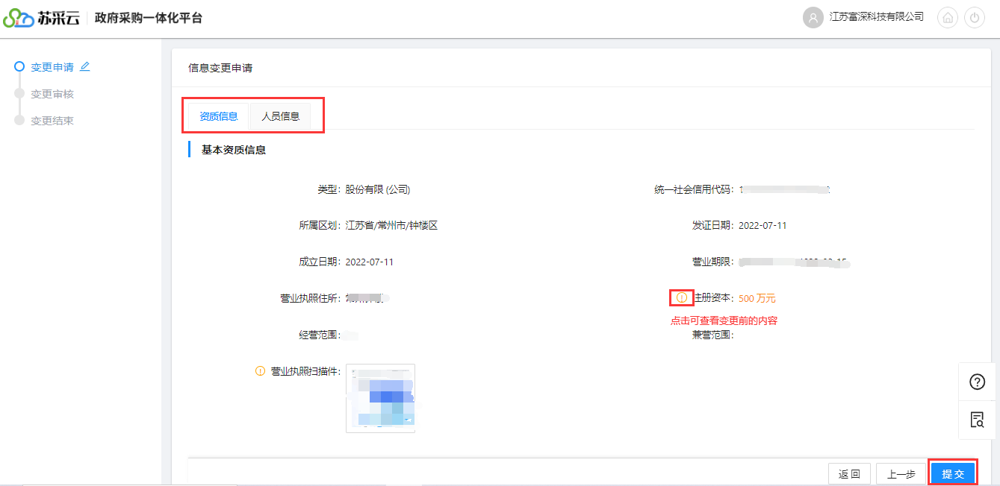 苏采云 政府采购一体化平台 江苏富深科技有限公司
变更申请
变更审核
变更结束
信息变更申请
资质信息 人员信息
基本资质信息
类型: 股份有限 (公司) 统一社会信用代码:
所属区划: 江苏省/常州市/钟楼区 发证日期: 2022-07-11
成立日期: 2022-07-11 营业期限:
营业执照住所: 注册资本: 500 万元
点击可查看变更前的内容
经营范围: 兼营范围:
营业执照扫描件:
返 回 上一步 提 交